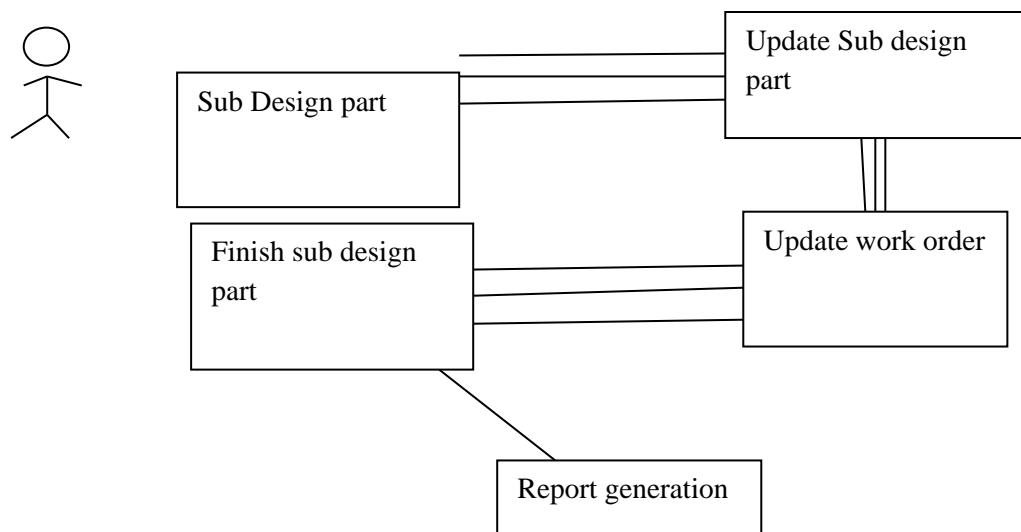 Update Sub design
part
Sub Design part
Finish sub design
part
Update work order
Report generation